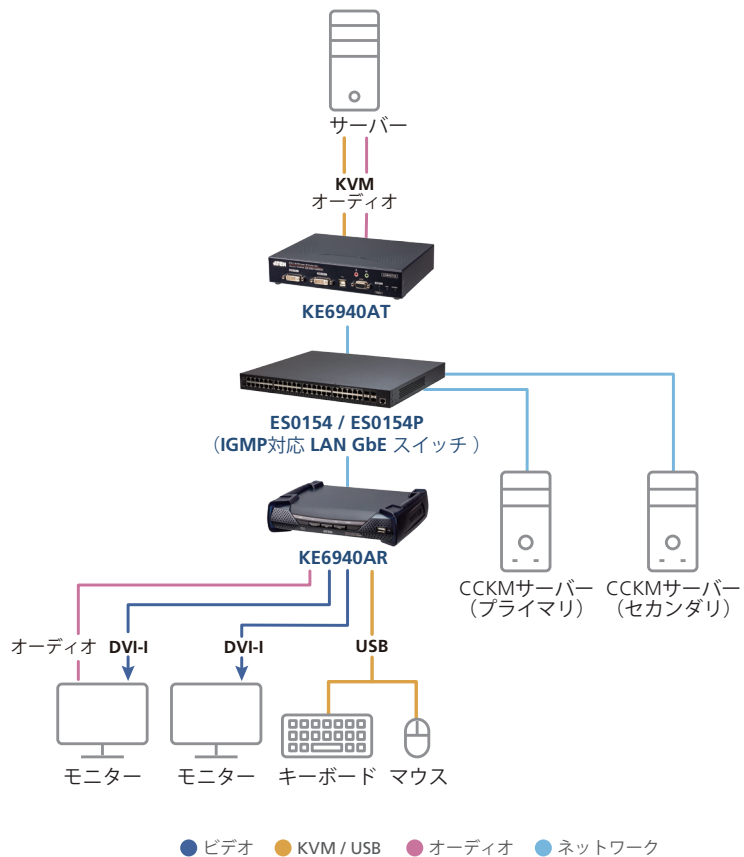 サーバー
KVM
オーディオ
ATEN
KE6940AT
ES0154 / ES0154P
（IGMP対応 LAN GbE スイッチ ）
KE6940AR
CCKMサーバー
（プライマリ）
CCKMサーバー
（セカンダリ）
オーディオ DVI-I DVI-I USB
モニター モニター キーボード マウス
ビデオ KVM / USB オーディオ ネットワーク